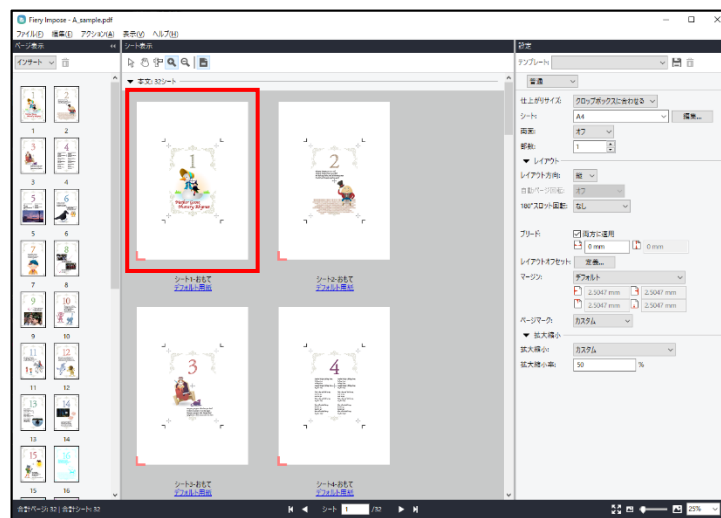 Fiery Impose - A_sample.pdf
ファイル(F) 編集(E) アクション(A) 表示(V) ヘルプ(H)
ページ表示
シート表示
設定
インサート
テンプレート:
本文: 32シート
普通
仕上がりサイズ: クロップボックスに合わせる
シート: A4 編集...
両面: オフ
部数: 1
レイアウト
レイアウト方向: 縦
自動ページ回転: オフ
180°スロット回転: なし
ブリード: 両方に適用
0 mm 0 mm
レイアウトオフセット: 定義...
マージン: デフォルト
2.5047 mm 2.5047 mm
2.5047 mm 2.5047 mm
ページマーク: カスタム
拡大縮小
拡大縮小: カスタム
拡大縮小率: 50 %
1 2
3 4
5 6
7 8
9 10
11 12
13 14
15 16
1
Mother Goose
Nursery Rhyme
シート1-おもて
デフォルト用紙
2
シート2-おもて
デフォルト用紙
3
シート3-おもて
デフォルト用紙
4
シート4-おもて
デフォルト用紙
合計ページ: 32 | 合計シート: 32
シート 1 /32
25%